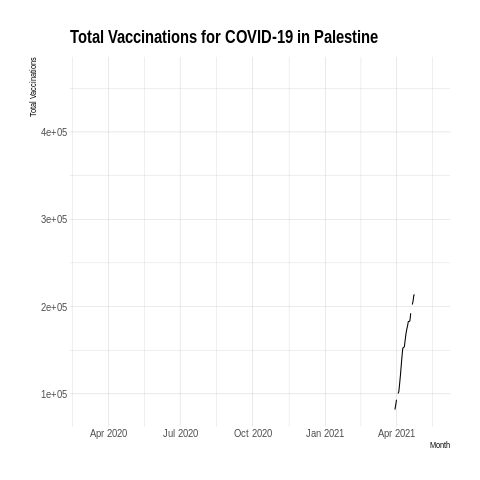 Total Vaccinations for COVID-19 in Palestine
Total Vaccinations
4e+05
3e+05
2e+05
1e+05
Apr 2020 Jul 2020 Oct 2020 Jan 2021 Apr 2021
Month